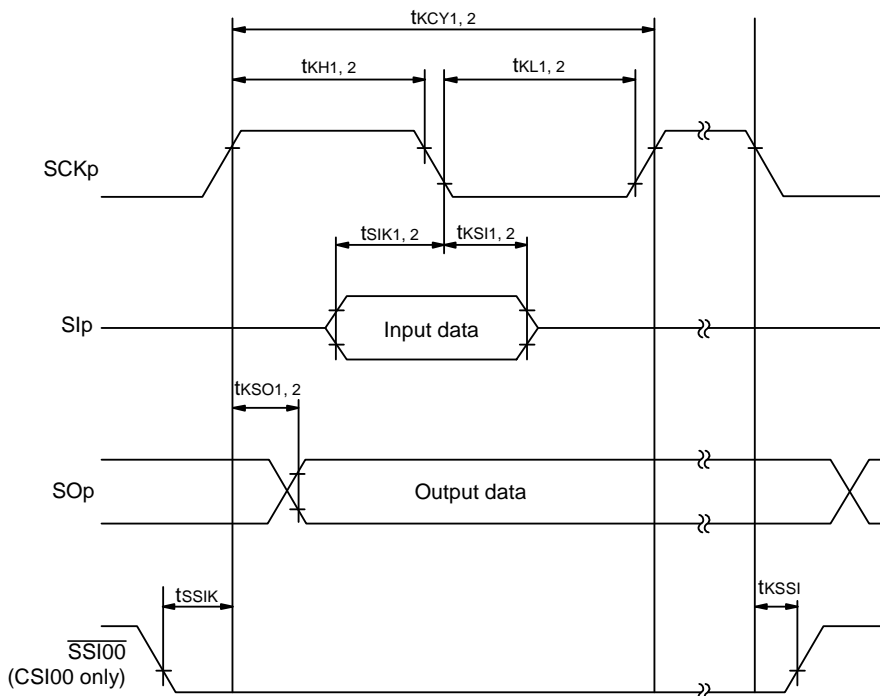 tKCY1, 2
tKH1, 2
tKL1, 2
SCKp
tSIK1, 2
tKSI1, 2
SIp
Input data
tKSO1, 2
SOp
Output data
tSSIK
tKSSI
SSI00
(CSI00 only)